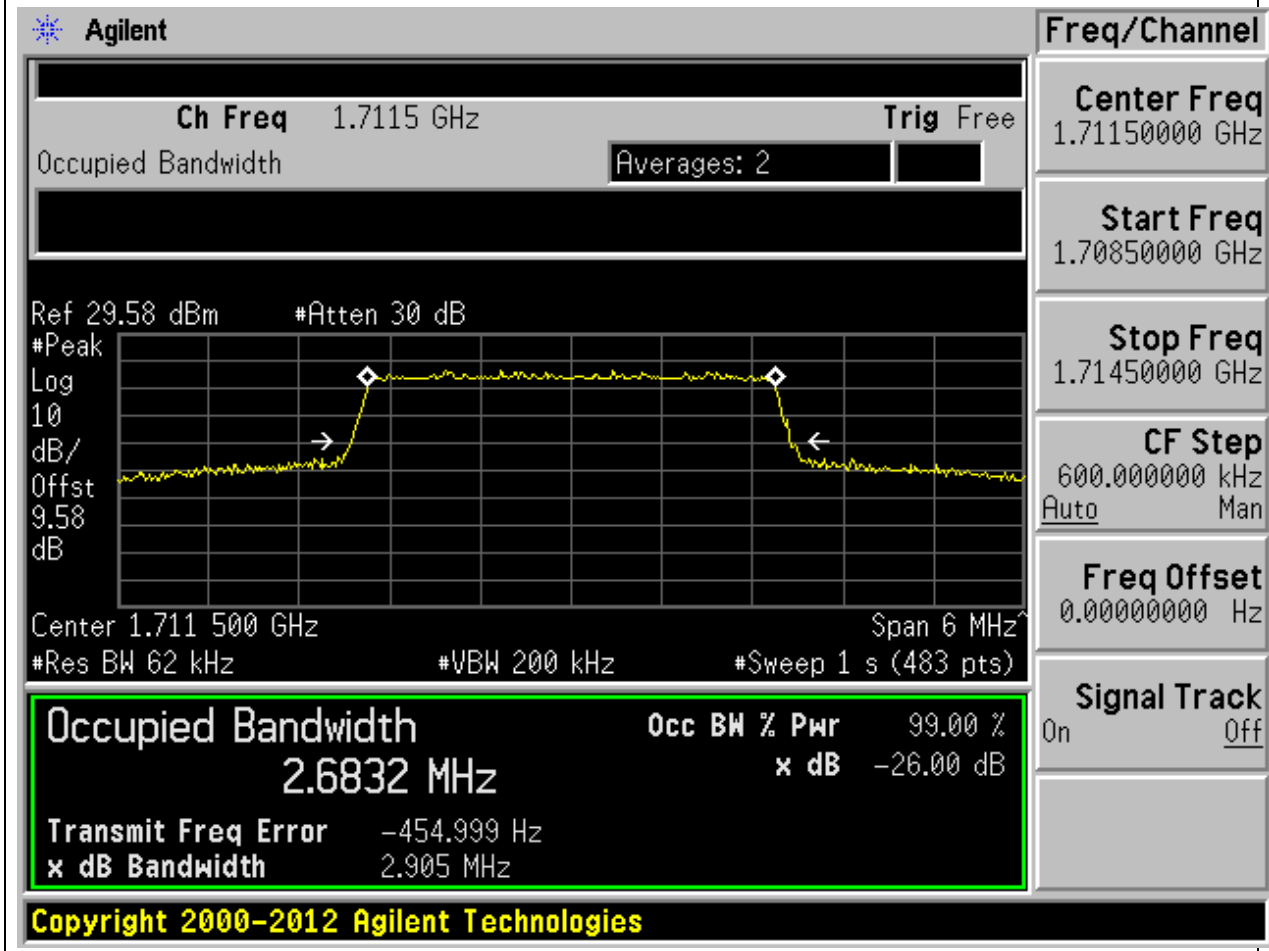 Agilent
Freq/Channel
Ch Freq 1.7115 GHz Trig Free
Occupied Bandwidth Averages: 2
Center Freq
1.71150000 GHz
Start Freq
1.70850000 GHz
Stop Freq
1.71450000 GHz
CF Step
600.000000 kHz
Auto Man
Freq Offset
0.00000000 Hz
Signal Track
On Off
Ref 29.58 dBm #Atten 30 dB
#Peak
Log
10
dB/
Offst
9.58
dB
Center 1.711 500 GHz Span 6 MHz^
#Res BW 62 kHz #VBW 200 kHz #Sweep 1 s (483 pts)
Occupied Bandwidth Occ BW % Pwr 99.00 %
2.6832 MHz x dB -26.00 dB
Transmit Freq Error -454.999 Hz
x dB Bandwidth 2.905 MHz
Copyright 2000-2012 Agilent Technologies